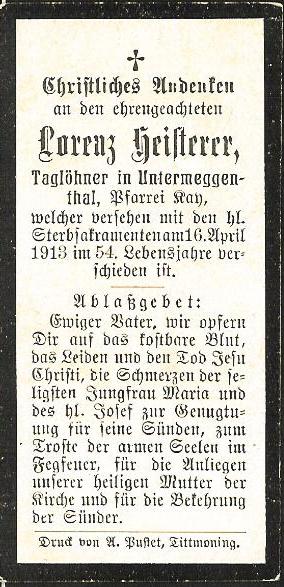 Christliches Andenken
an den ehrengeachteten
Lorenz Heisterer,
Taglöhner in Untermeggen-
thal, Pfarrei Kay,
welcher versehen mit den hl.
Sterbsakramenten am 16. April
1913 im 54. Lebensjahre ver-
schieden ist.
Ablaßgebet:
Ewiger Vater, wir opfern
Dir auf das kostbare Blut,
das Leiden und den Tod Jesu
Christi, die Schmerzen der se-
ligsten Jungfrau Maria und
des hl. Josef zur Genugtu-
ung für seine Sünden, zum
Troste der armen Seelen im
Fegfeuer, für die Anliegen
unserer heiligen Mutter der
Kirche und für die Bekehrung
der Sünder.
Druck von A. Pustet, Tittmoning.